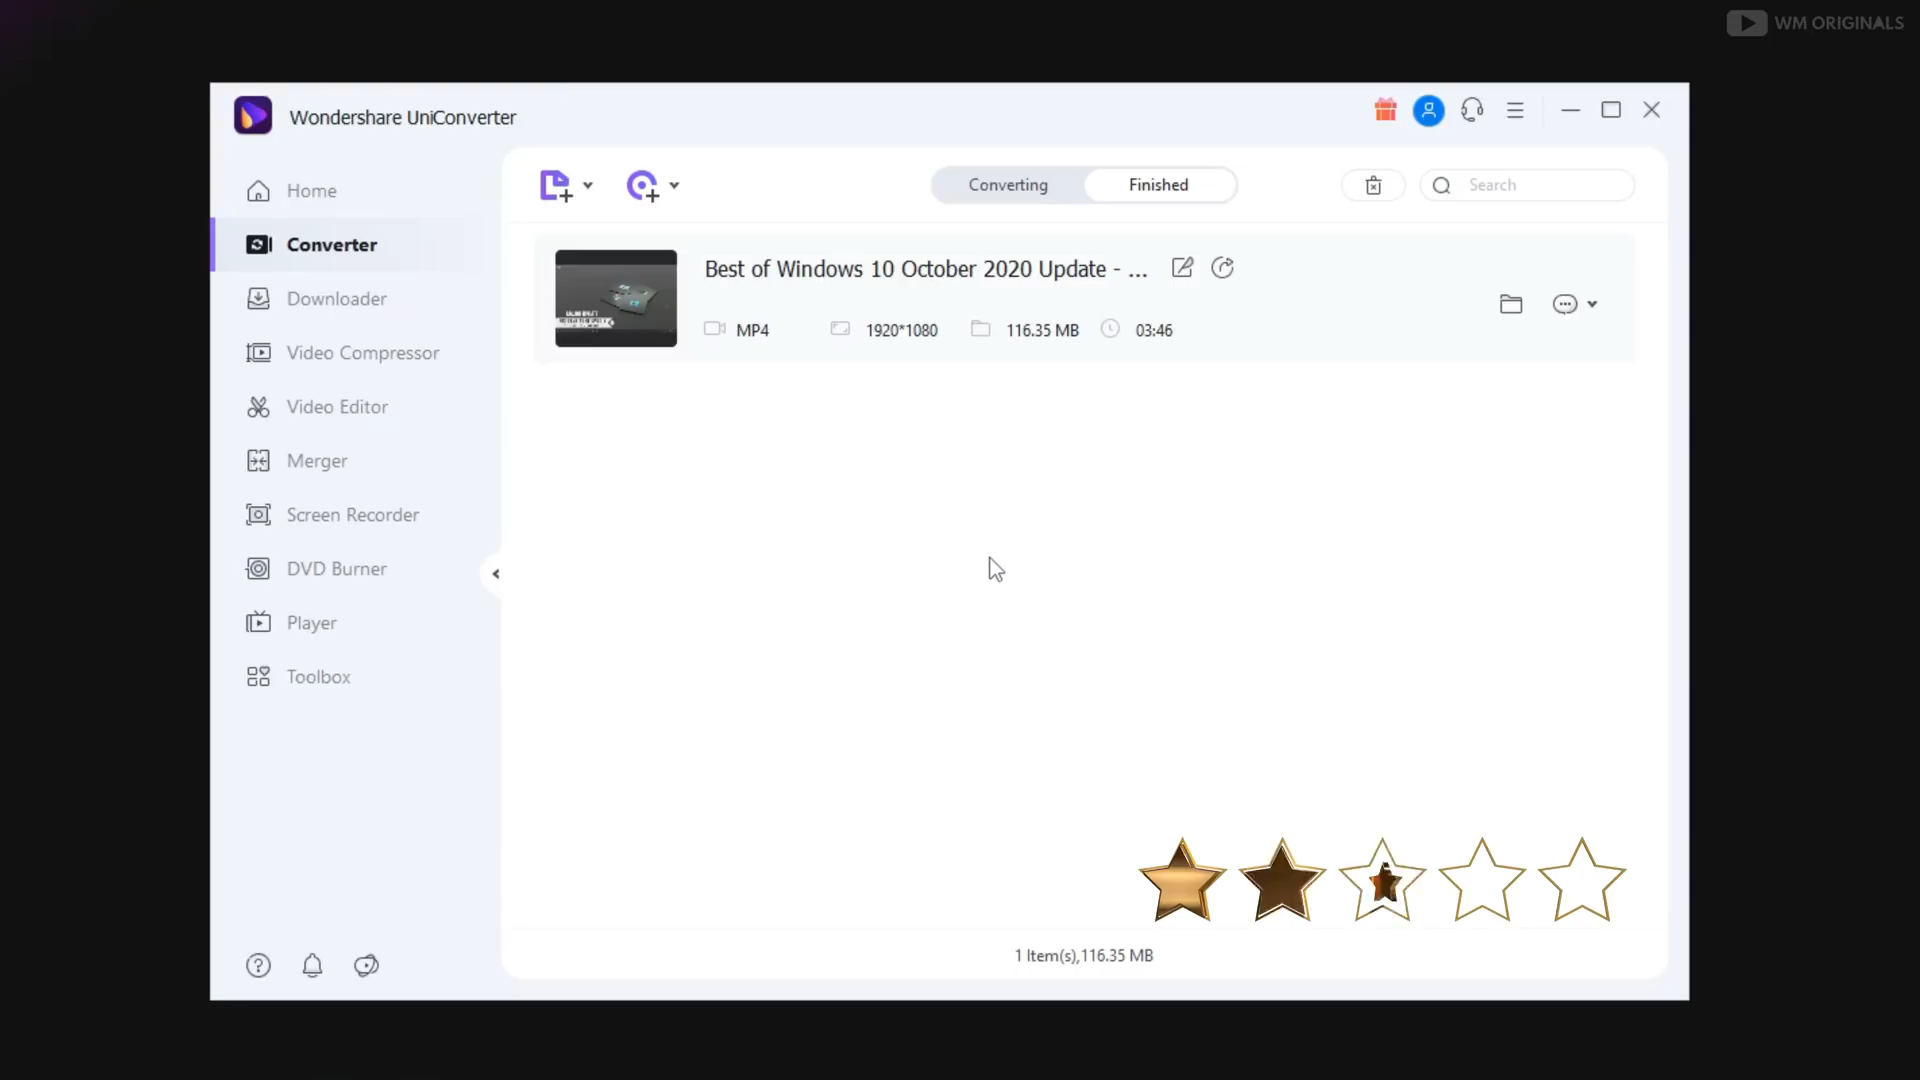 WM ORIGINALS
Wondershare UniConverter
Home
Converter
Downloader
Video Compressor
Video Editor
Merger
Screen Recorder
DVD Burner
Player
Toolbox
Converting
Finished
Search
Best of Windows 10 October 2020 Update - ...
MP4
1920*1080
116.35 MB
03:46
1 Item(s),116.35 MB